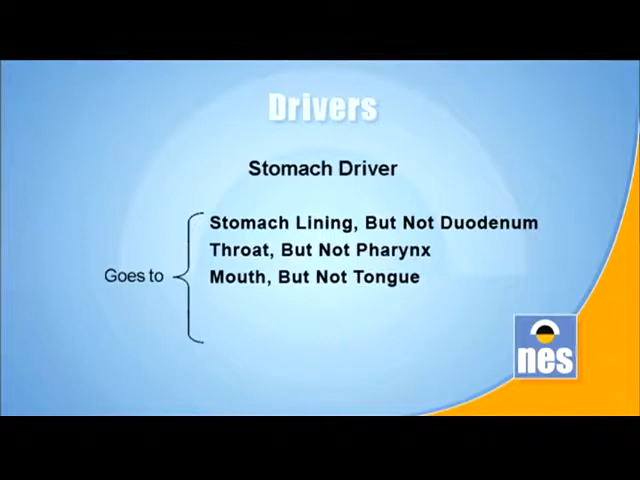 Drivers
Stomach Driver
Stomach Lining, But Not Duodenum
Throat, But Not Pharynx
Goes to
Mouth, But Not Tongue
nes